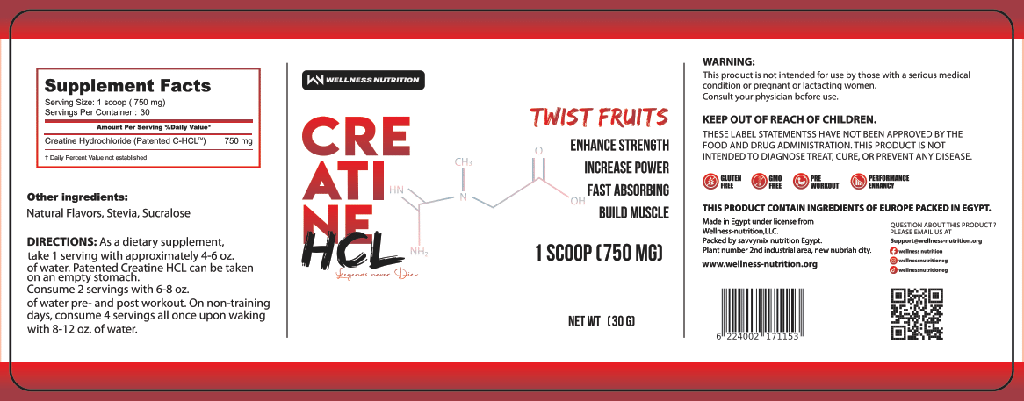 Supplement Facts
Serving Size: 1 scoop ( 750 mg)
Servings Per Container : 30
Amount Per Serving %Daily Value*
Creatine Hydrochloride (Patented C-HCL™) 750 mg
† Daily Percent Value not established
Other Ingredients:
Natural Flavors, Stevia, Sucralose
DIRECTIONS: As a dietary supplement,
take 1 serving with approximately 4-6 oz.
of water. Patented Creatine HCL can be taken
on an empty stomach.
Consume 2 servings with 6-8 oz.
of water pre- and post workout. On non-training
days, consume 4 servings all once upon waking
with 8-12 oz. of water.
WN WELLNESS NUTRITION
CRE
ATI
NE
HCL
Legends never Die
CH₃
HN
N
NH₂
O
OH
TWIST FRUITS
ENHANCE STRENGTH
INCREASE POWER
FAST ABSORBING
BUILD MUSCLE
1 SCOOP (750 MG)
NET WT (30 G)
WARNING:
This product is not intended for use by those with a serious medical
condition or pregnant or lactacting women.
Consult your physician before use.
KEEP OUT OF REACH OF CHILDREN.
THESE LABEL STATEMENTSS HAVE NOT BEEN APPROVED BY THE
FOOD AND DRUG ADMINISTRATION. THIS PRODUCT IS NOT
INTENDED TO DIAGNOSE TREAT, CURE, OR PREVENT ANY DISEASE.
GLUTEN
FREE
GMO
FREE
PRE
WORKOUT
PERFORMANCE
ENHANCY
THIS PRODUCT CONTAIN INGREDIENTS OF EUROPE PACKED IN EGYPT.
Made in Egypt under license from
Wellness-nutrition,LLC.
Packed by savvymix nutrition Egypt.
Plant number 2nd industrial area, new nubriah city.
www.wellness-nutrition.org
QUESTION ABOUT THIS PRODUCT ?
PLEASE EMAIL US AT
Support@wellness-nutrition.org
wellness nutrition
wellnessnutritioneg
wellnessnutritioneg
6 224002 171153